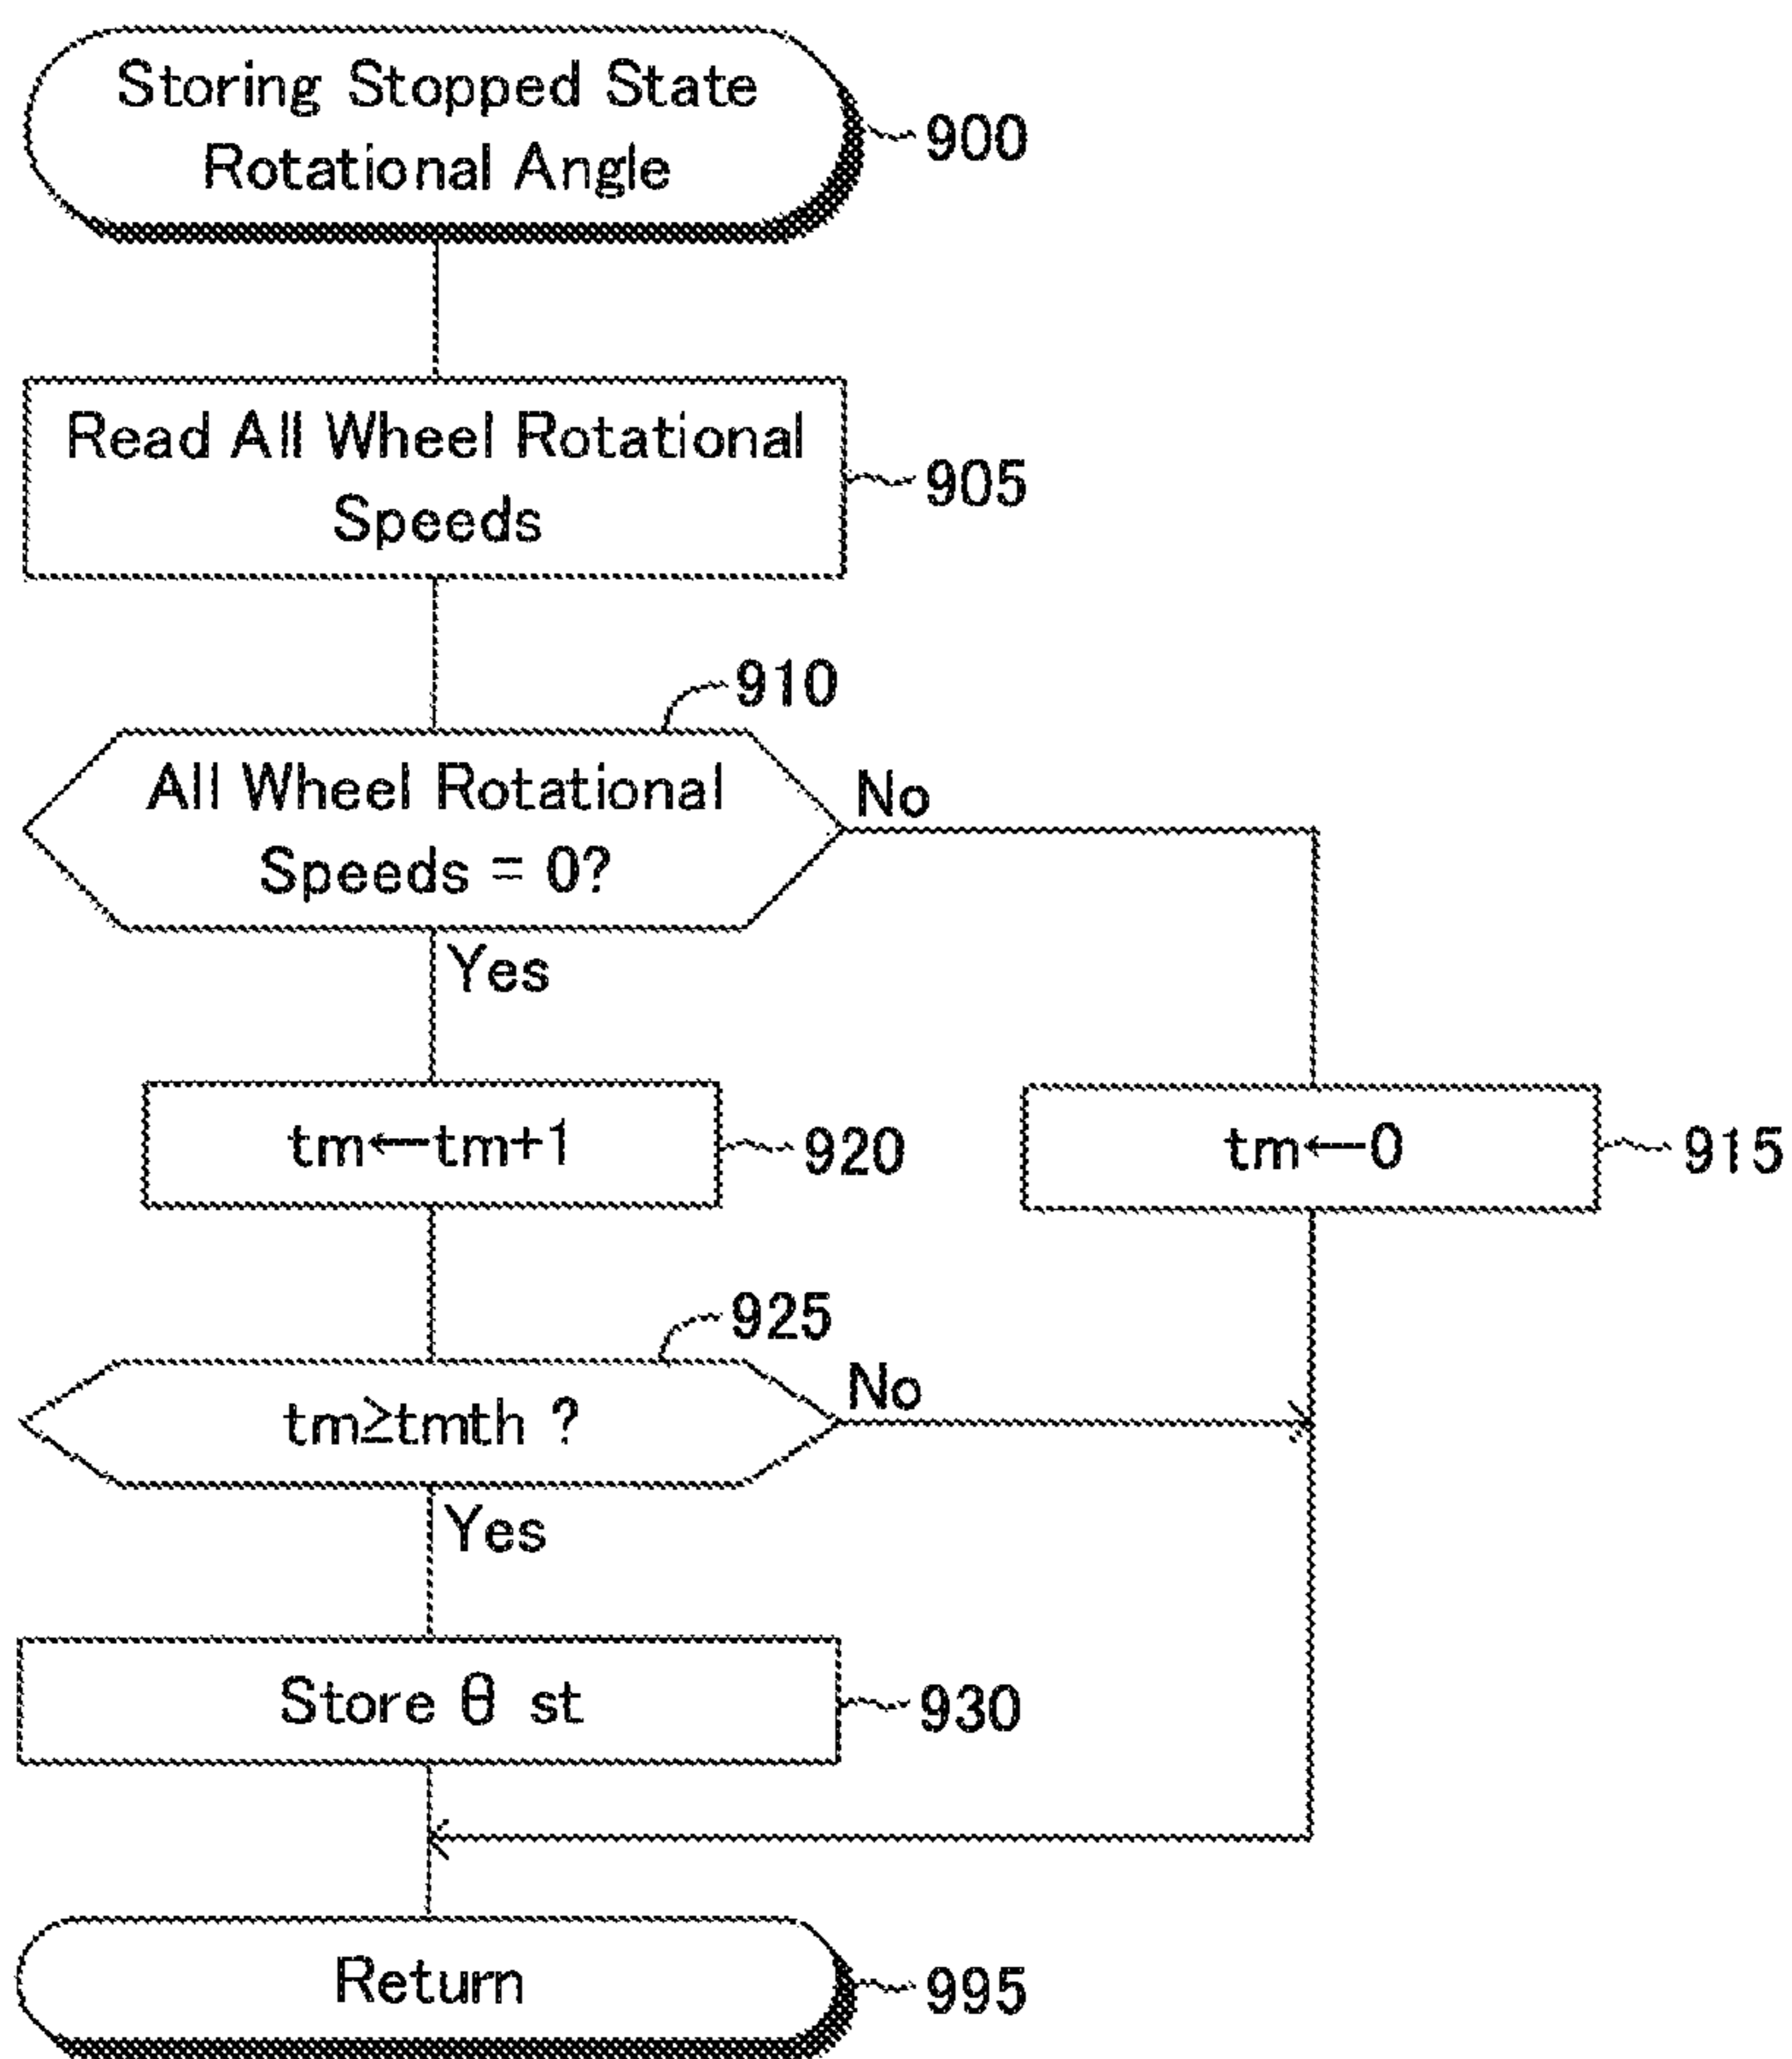 Storing Stopped State
Rotational Angle
900
Read All Wheel Rotational
Speeds
905
910
All Wheel Rotational
Speeds = 0?
No
Yes
tm←tm+1
920
tm←0
915
925
tm≥tmth ?
No
Yes
Store θ st
930
Return
995